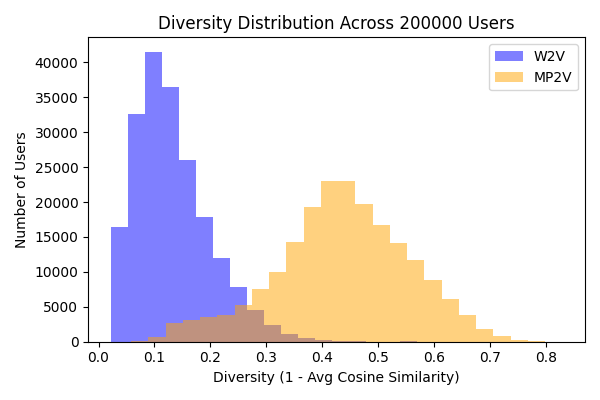 Diversity Distribution Across 200000 Users
W2V
MP2V
Number of Users
40000
35000
30000
25000
20000
15000
10000
5000
0
0.0 0.1 0.2 0.3 0.4 0.5 0.6 0.7 0.8
Diversity (1 - Avg Cosine Similarity)